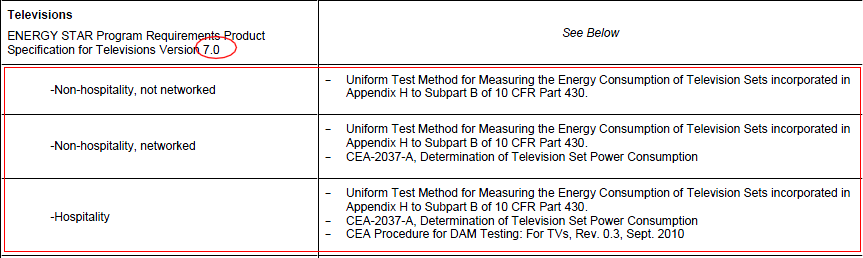 Televisions
ENERGY STAR Program Requirements Product
Specification for Televisions Version 7.0
See Below
-Non-hospitality, not networked
− Uniform Test Method for Measuring the Energy Consumption of Television Sets incorporated in
Appendix H to Subpart B of 10 CFR Part 430.
-Non-hospitality, networked
− Uniform Test Method for Measuring the Energy Consumption of Television Sets incorporated in
Appendix H to Subpart B of 10 CFR Part 430.
− CEA-2037-A, Determination of Television Set Power Consumption
-Hospitality
− Uniform Test Method for Measuring the Energy Consumption of Television Sets incorporated in
Appendix H to Subpart B of 10 CFR Part 430.
− CEA-2037-A, Determination of Television Set Power Consumption
− CEA Procedure for DAM Testing: For TVs, Rev. 0.3, Sept. 2010